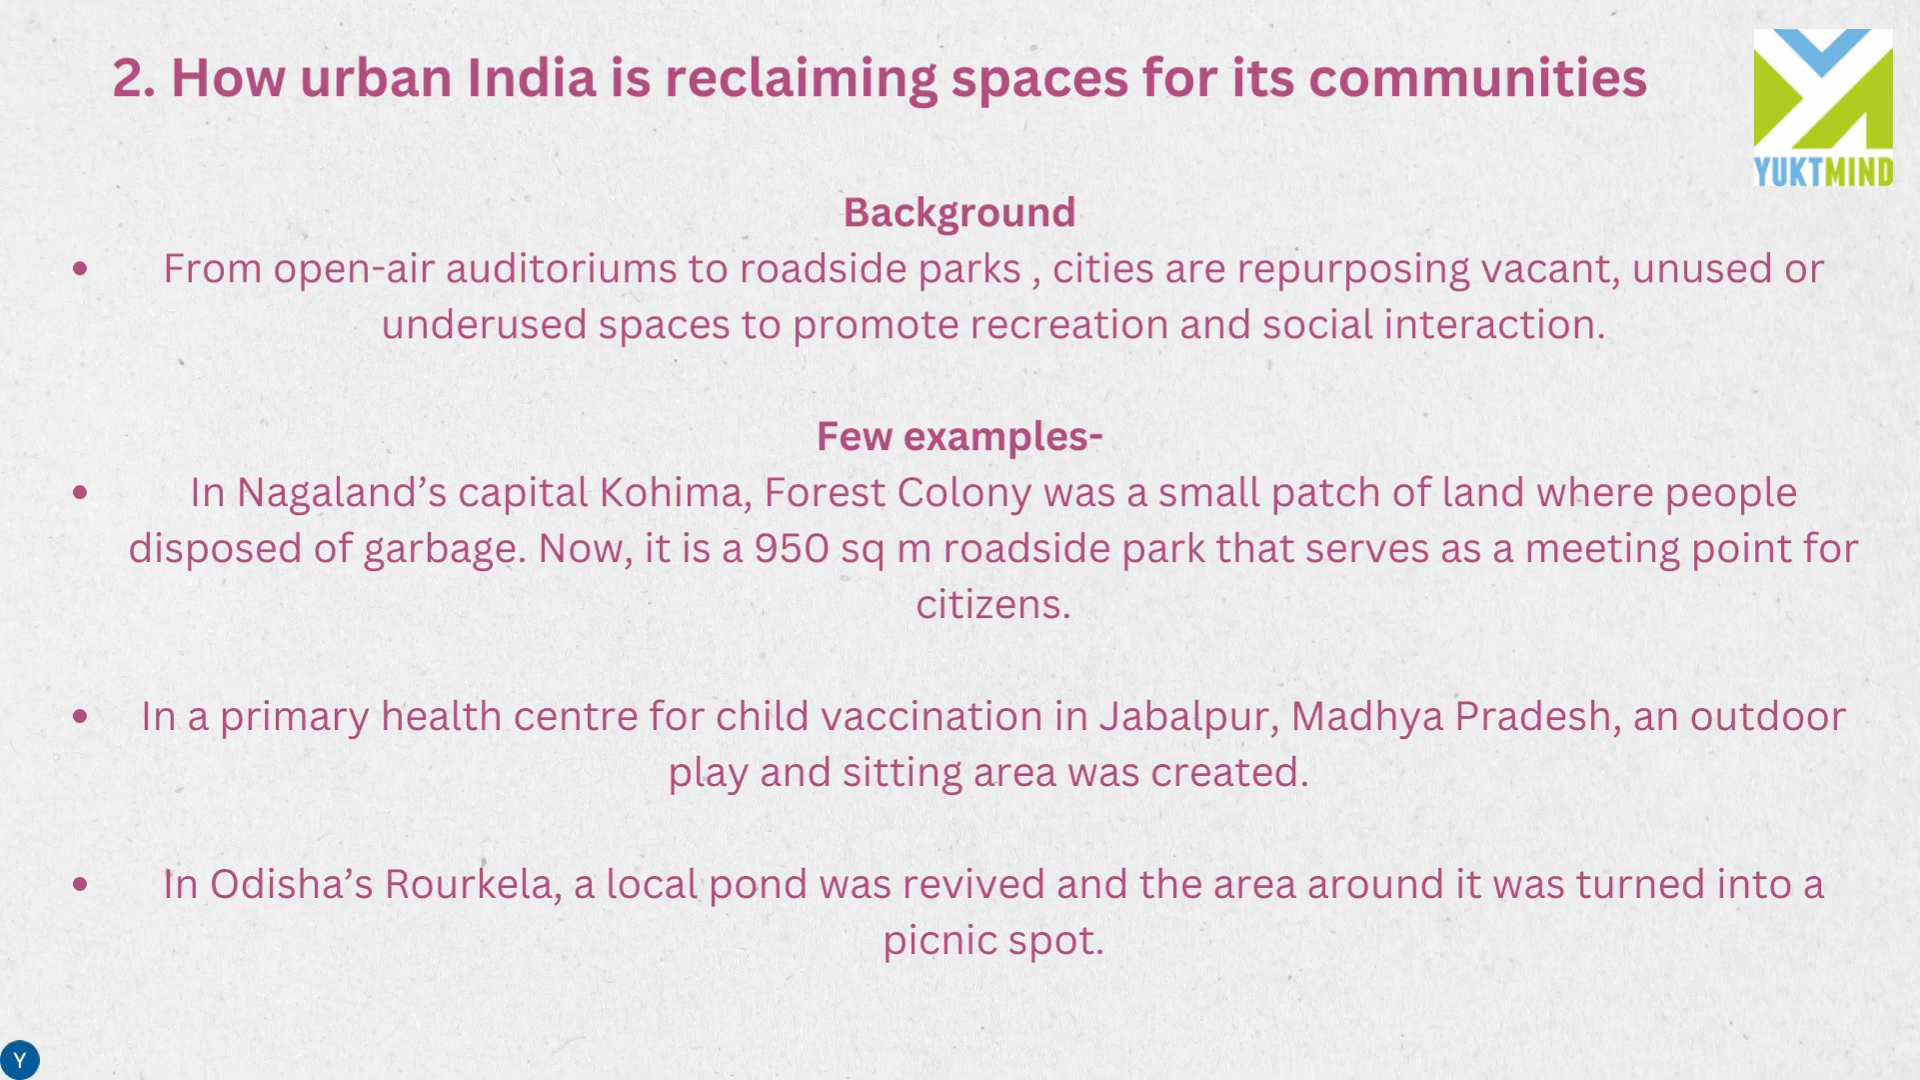 2. How urban India is reclaiming spaces for its communities
YUKTMIND
Background
• From open-air auditoriums to roadside parks , cities are repurposing vacant, unused or
underused spaces to promote recreation and social interaction.
Few examples-
• In Nagaland’s capital Kohima, Forest Colony was a small patch of land where people
disposed of garbage. Now, it is a 950 sq m roadside park that serves as a meeting point for
citizens.
• In a primary health centre for child vaccination in Jabalpur, Madhya Pradesh, an outdoor
play and sitting area was created.
• In Odisha’s Rourkela, a local pond was revived and the area around it was turned into a
picnic spot.
Y